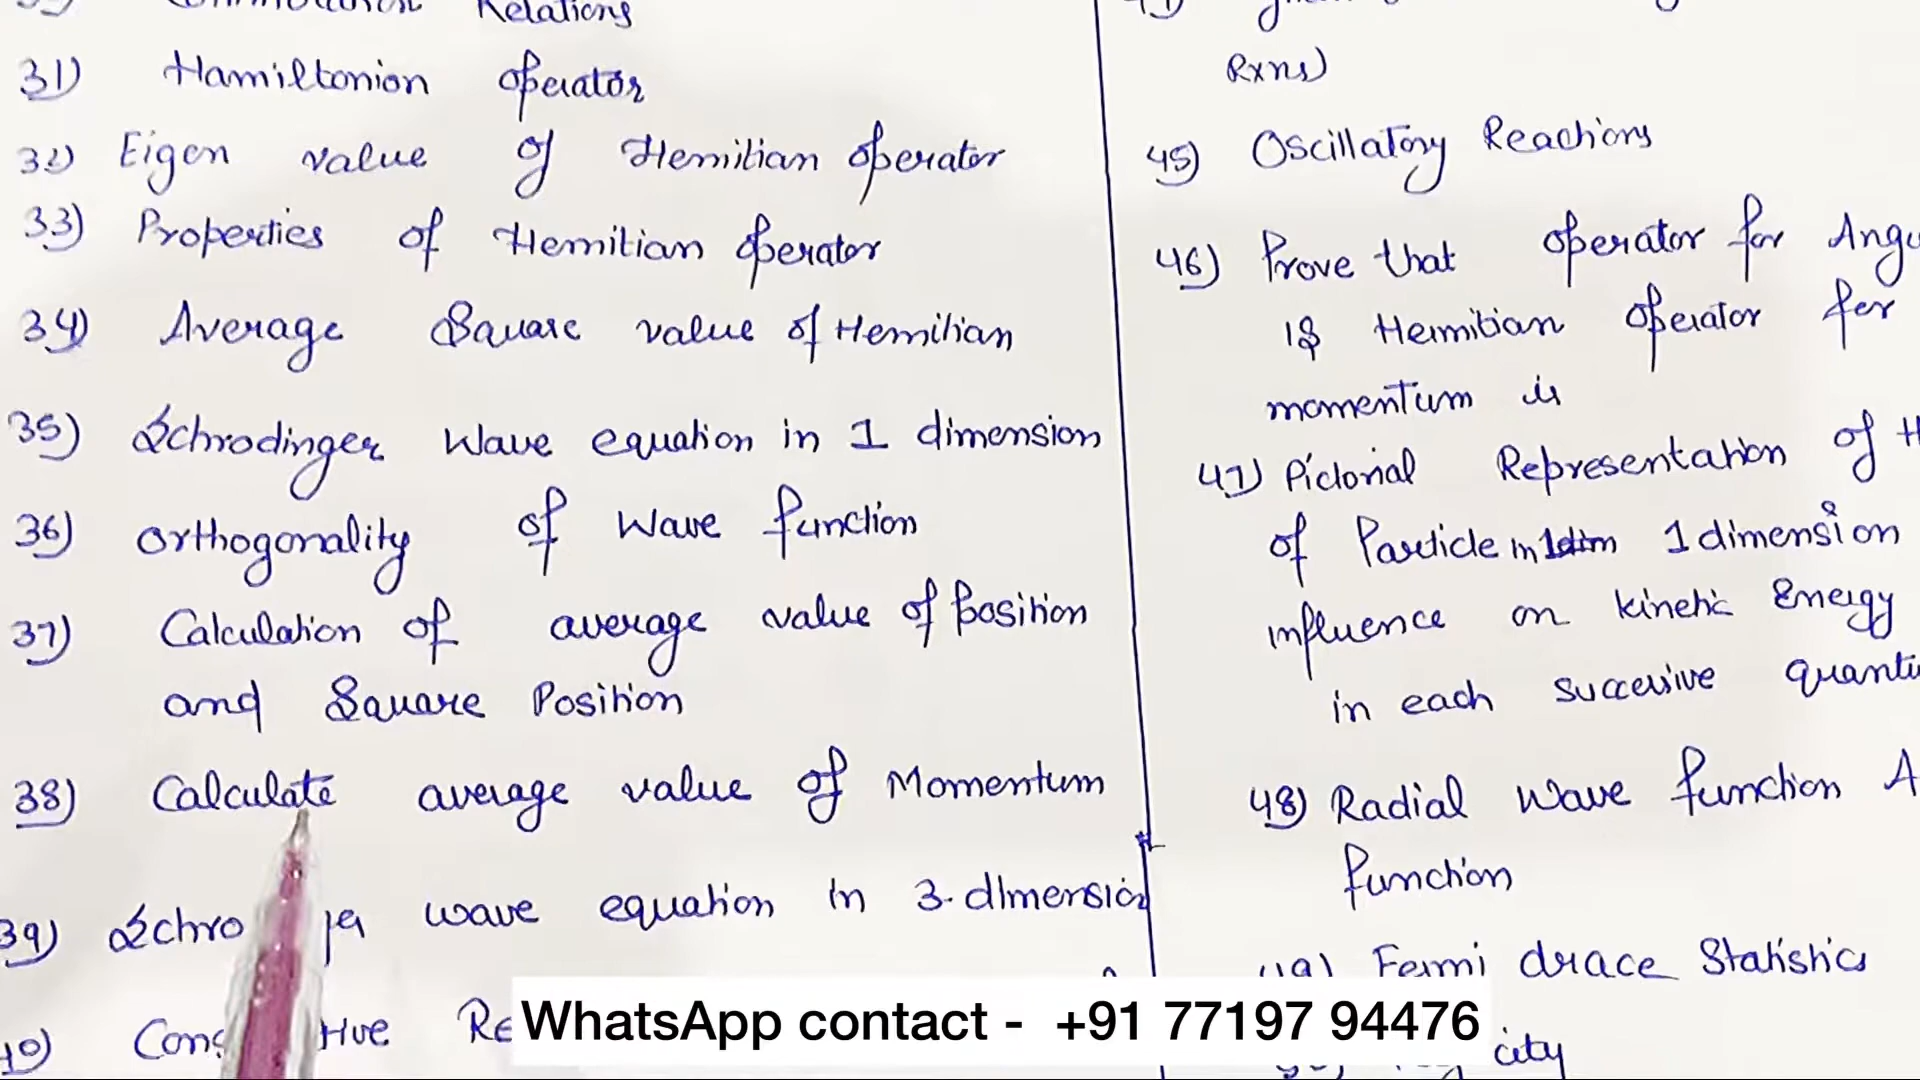 Relations
31) Hamiltonion operator
32) Eigen value of Hemitian operator
33) Properties of Hemitian operator
34) Average Square value of Hemitian
35) Schrodinger wave equation in 1 dimension
36) orthogonality of wave function
37) Calculation of average value of position
and Square Position
38) Calculate average value of Momentum
39) wave equation in 3-dimension
Rxns)
45) Oscillatory Reactions
46) Prove that operator for
is Hermitian operator for
momentum is
47) Pictorial Representation of
of Particle in 1 dimension
influence on kinetic Energy
in each successive
48) Radial wave function
function
Fermi drace Statistics
WhatsApp contact - +91 77197 94476